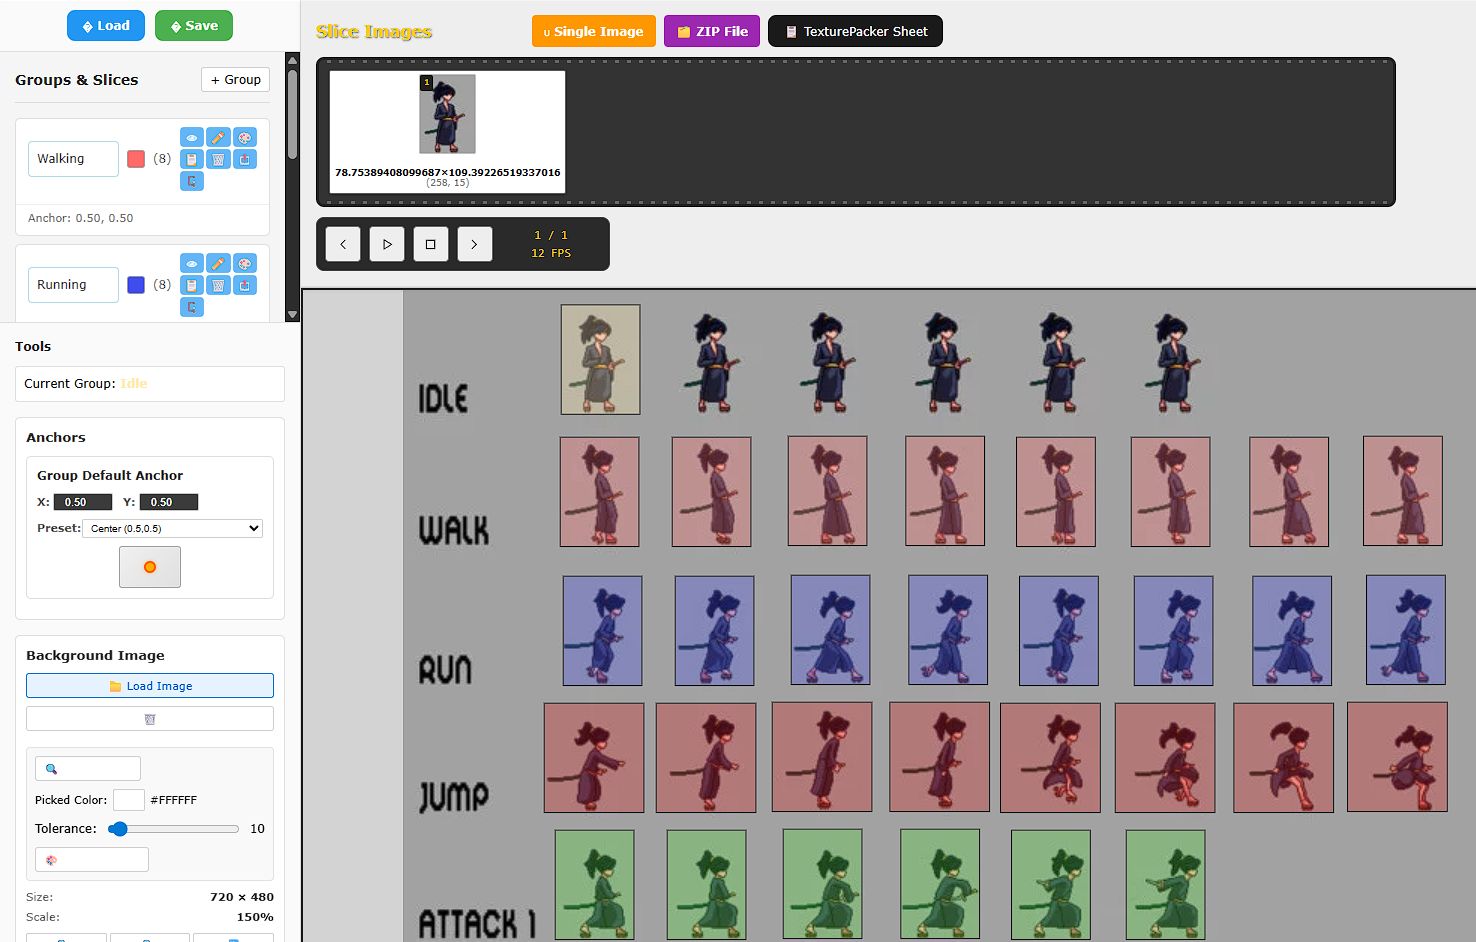 Load
Save
Slice Images
Single Image
ZIP File
TexturePacker Sheet
Groups & Slices
+ Group
1
78.75389408099687×109.39226519337016
(258, 15)
Walking
(8)
Anchor: 0.50, 0.50
1 / 1
12 FPS
Running
(8)
Tools
Current Group: Idle
Anchors
Group Default Anchor
X: 0.50 Y: 0.50
Preset: Center (0.5,0.5)
Background Image
Load Image
Picked Color: #FFFFFF
Tolerance: 10
Size: 720 × 480
Scale: 150%
IDLE
WALK
RUN
JUMP
ATTACK 1